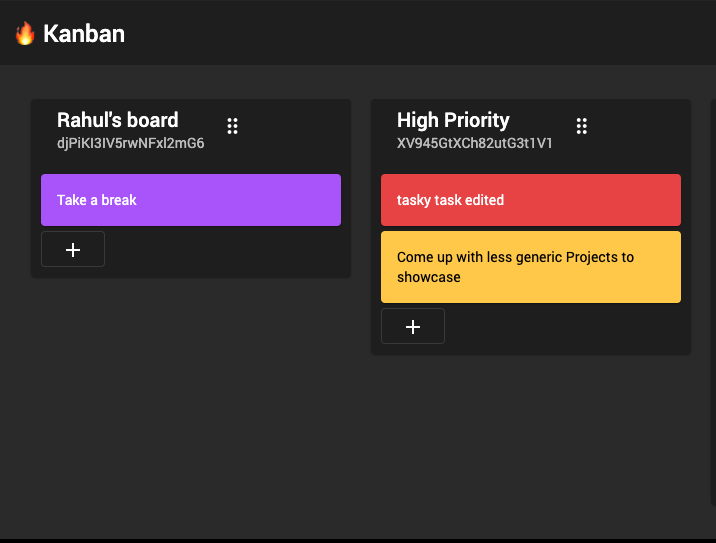 🔥 Kanban
Rahul's board
djPiKI3IV5rwNFxl2mG6
Take a break
+
High Priority
XV945GtXCh82utG3t1V1
tasky task edited
Come up with less generic Projects to
showcase
+